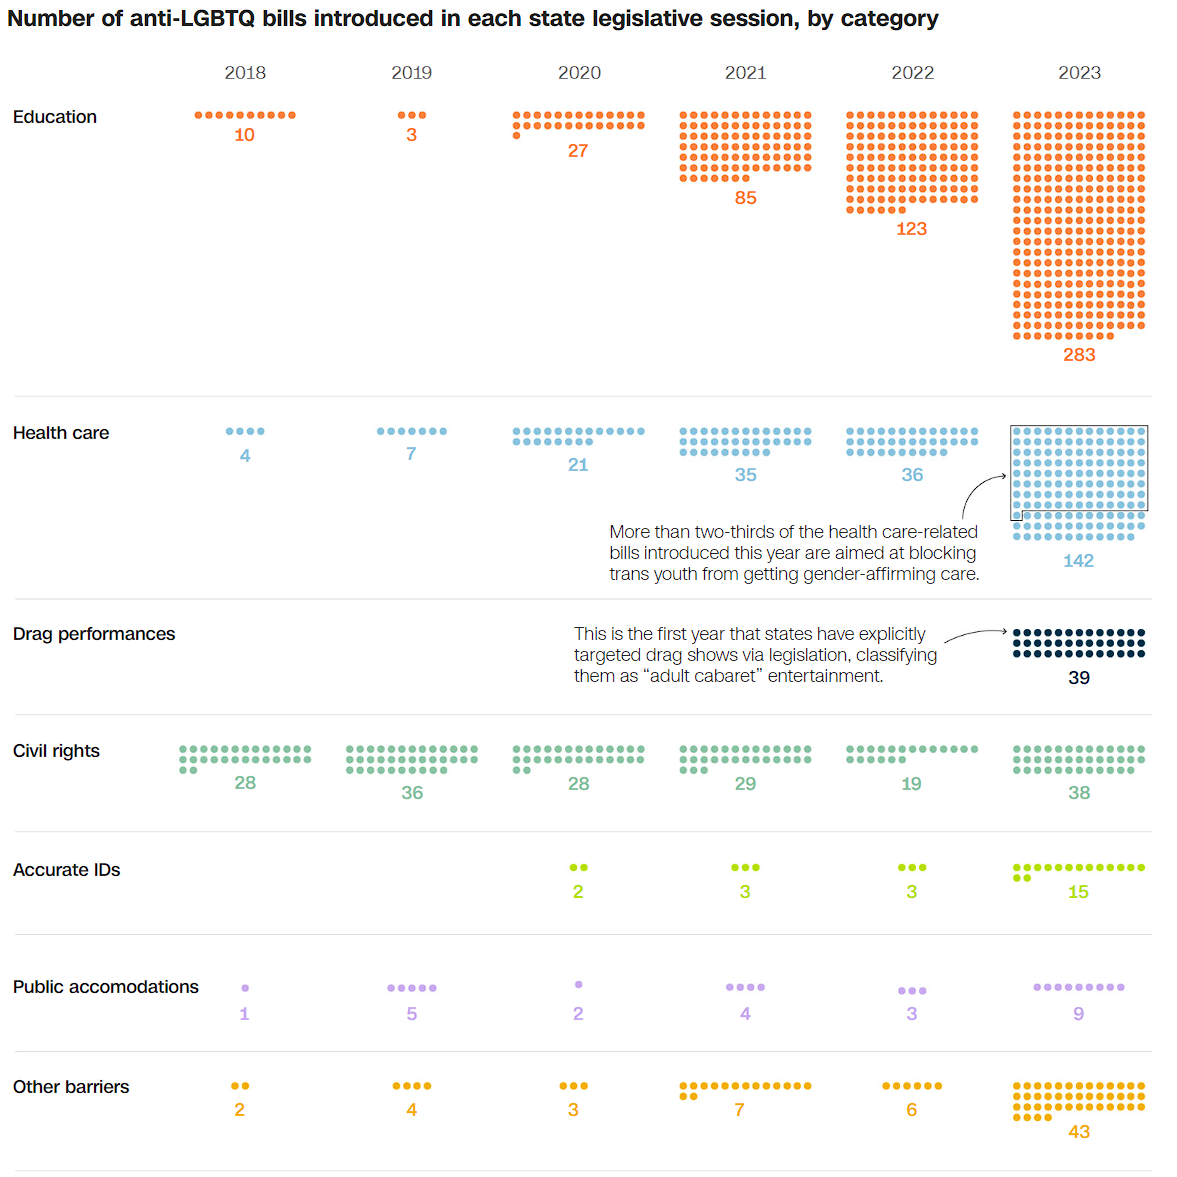 Number of anti-LGBTQ bills introduced in each state legislative session, by category
2018 2019 2020 2021 2022 2023
Education
10 3 27 85 123 283
Health care
4 7 21 35 36 142
More than two-thirds of the health care-related
bills introduced this year are aimed at blocking
trans youth from getting gender-affirming care.
Drag performances
This is the first year that states have explicitly
targeted drag shows via legislation, classifying
them as “adult cabaret” entertainment.
39
Civil rights
28 36 28 29 19 38
Accurate IDs
2 3 3 15
Public accomodations
1 5 2 4 3 9
Other barriers
2 4 3 7 6 43